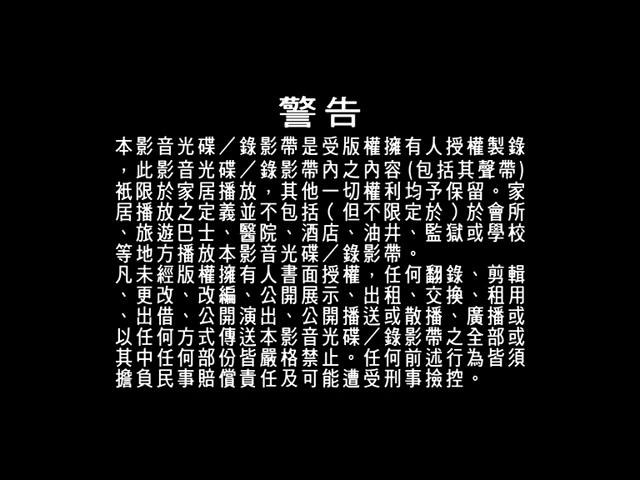 警告
本影音光碟／錄影帶是受版權擁有人授權製錄
，此影音光碟／錄影帶內之內容(包括其聲帶)
祇限於家居播放，其他一切權利均予保留。家
居播放之定義並不包括(但不限定於)於會所
、旅遊巴士、醫院、酒店、油井、監獄或學校
等地方播放本影音光碟／錄影帶。
凡未經版權擁有人書面授權，任何翻錄、剪輯
、更改、改編、公開展示、出租、交換、租用
、出借、公開演出、公開播送或散播、廣播或
以任何方式傳送本影音光碟／錄影帶之全部或
其中任何部份皆嚴格禁止。任何前述行為皆須
擔負民事賠償責任及可能遭受刑事撿控。